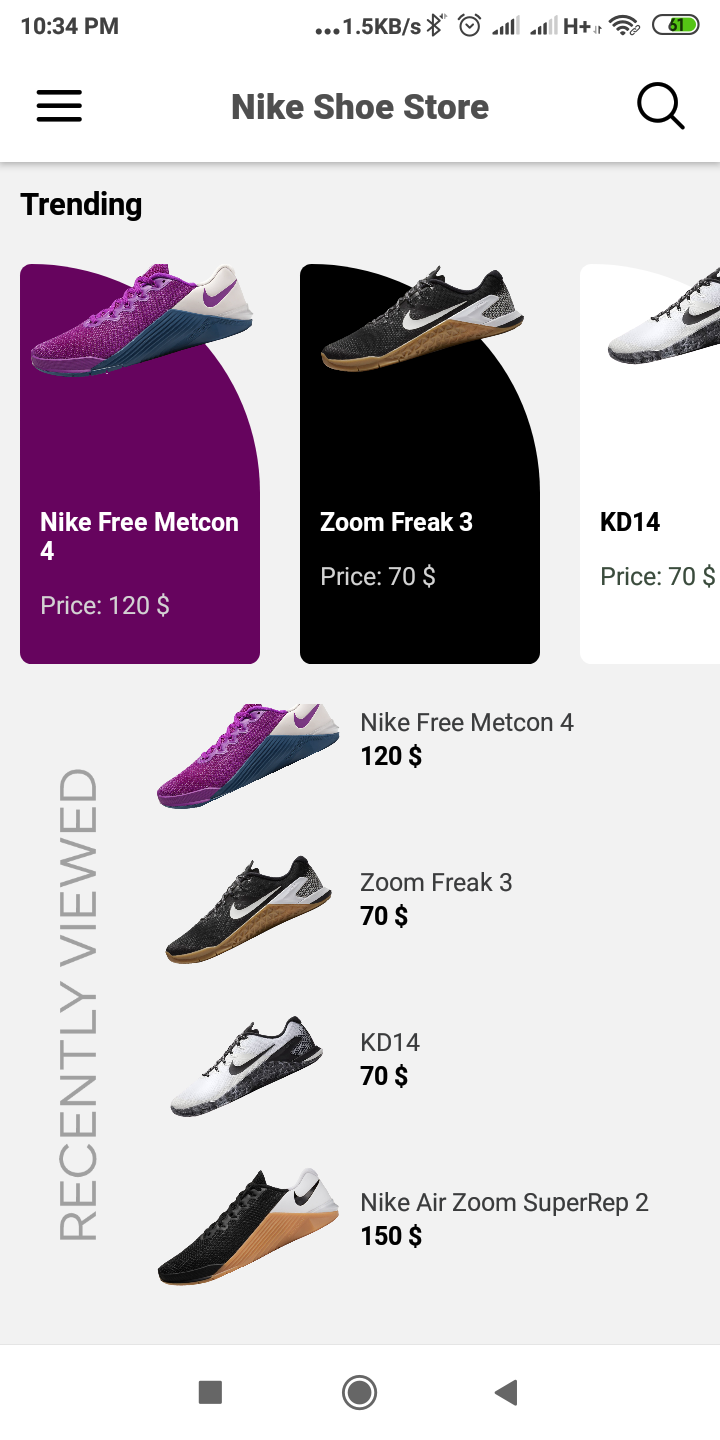 10:34 PM
...1.5KB/s H+ 61
Nike Shoe Store
Trending
Nike Free Metcon
4
Price: 120 $
Zoom Freak 3
Price: 70 $
KD14
Price: 70 $
RECENTLY VIEWED
Nike Free Metcon 4
120 $
Zoom Freak 3
70 $
KD14
70 $
Nike Air Zoom SuperRep 2
150 $